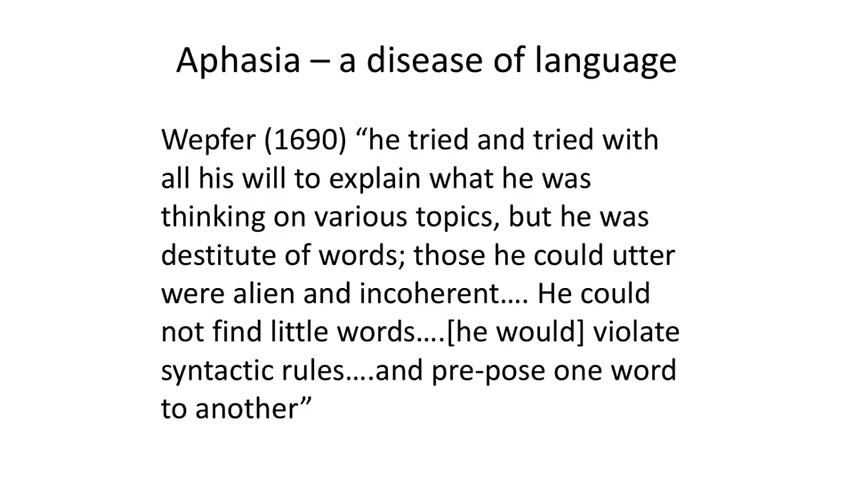 Aphasia – a disease of language
Wepfer (1690) “he tried and tried with
all his will to explain what he was
thinking on various topics, but he was
destitute of words; those he could utter
were alien and incoherent…. He could
not find little words….[he would] violate
syntactic rules….and pre-pose one word
to another”